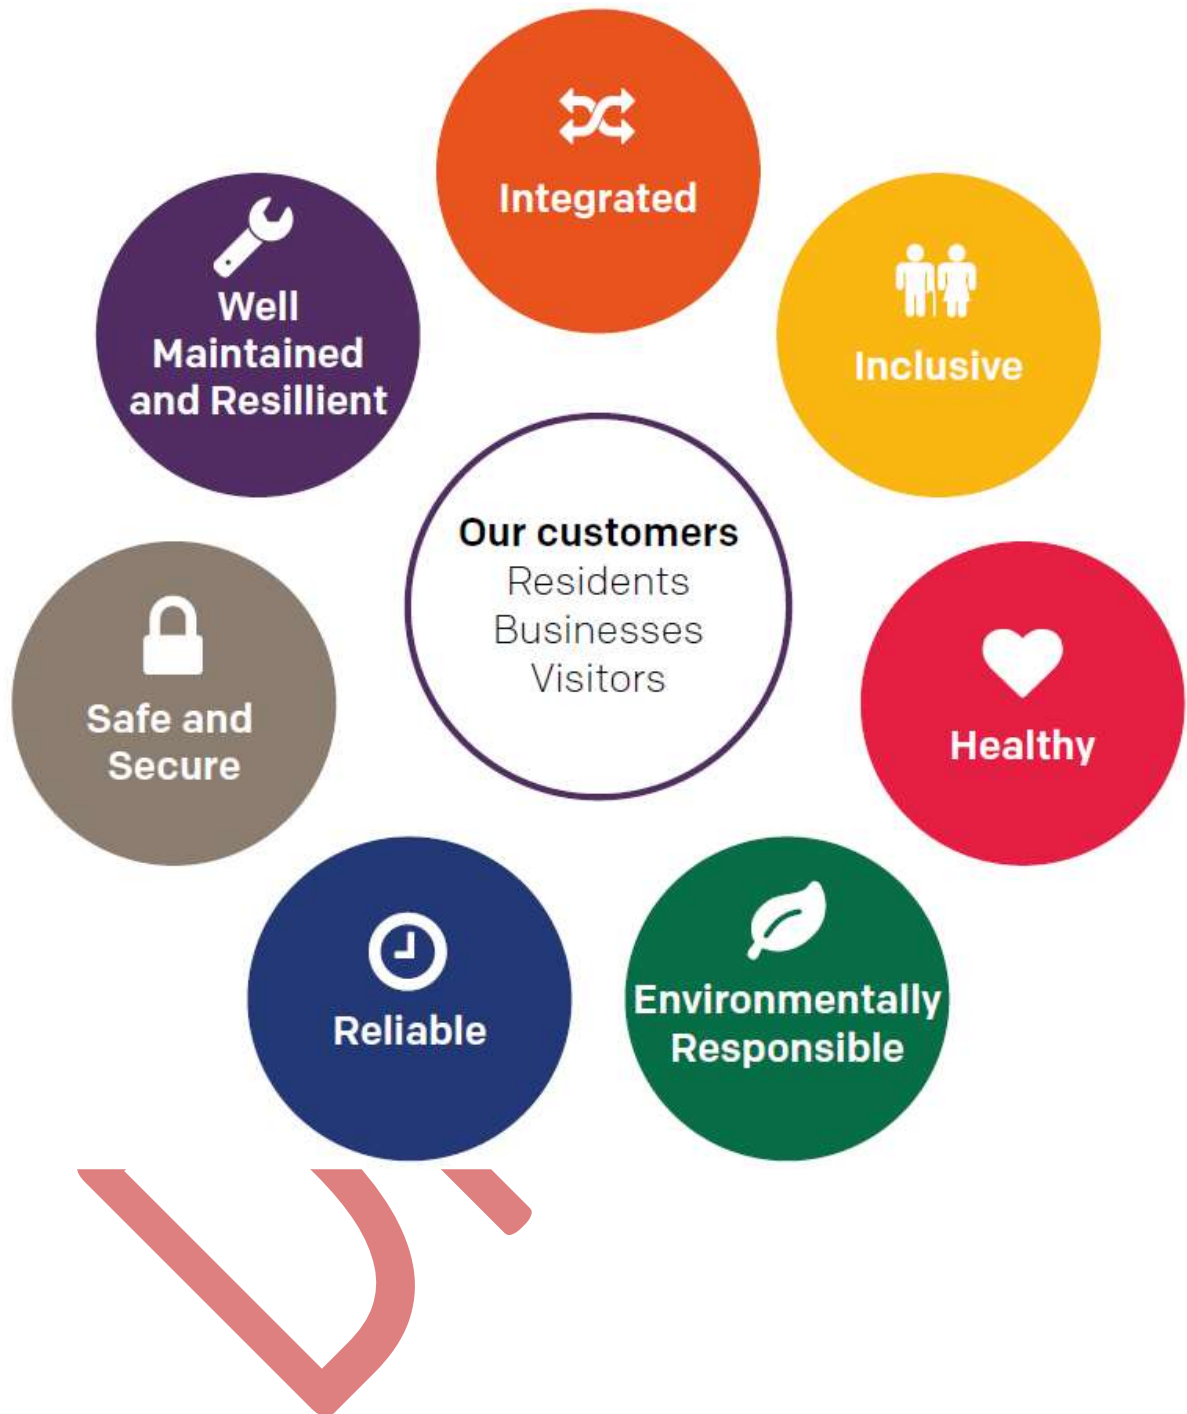 Integrated
Inclusive
Healthy
Environmentally
Responsible
Reliable
Safe and
Secure
Well
Maintained
and Resillient
Our customers
Residents
Businesses
Visitors